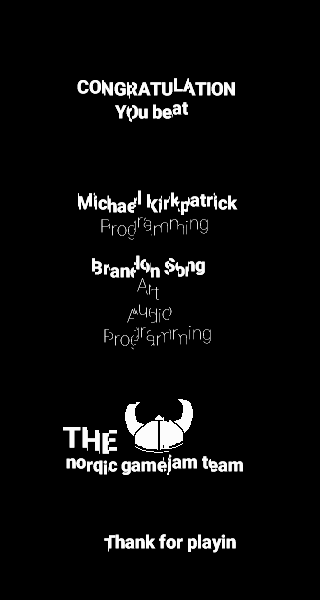 CONGRATULATION
You beat
Michael Kirkpatrick
Programming
Brandon Song
Art
Audio
Programming
THE
nordic gamejam team
Thank for playin